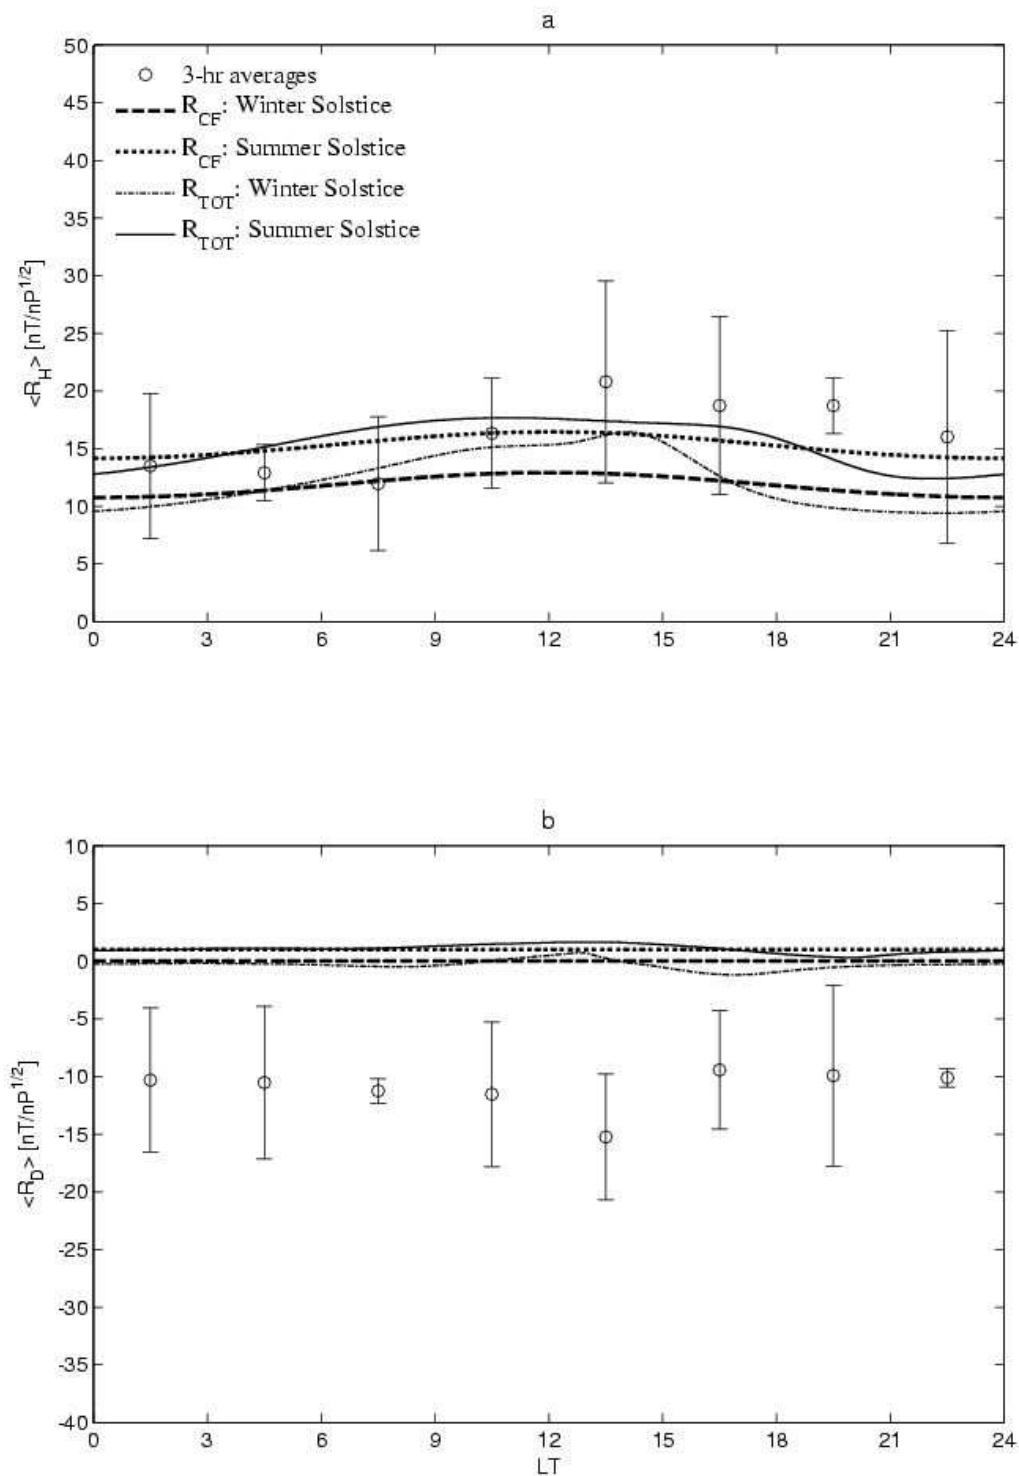 a
50
45
40
35
30
25
20
15
10
5
0
<R_H> [nT/nP^1/2]
3-hr averages
R_CF: Winter Solstice
R_CF: Summer Solstice
R_TOT: Winter Solstice
R_TOT: Summer Solstice
0 3 6 9 12 15 18 21 24
b
10
5
0
-5
-10
-15
-20
-25
-30
-35
-40
<R_D> [nT/nP^1/2]
0 3 6 9 12 15 18 21 24
LT